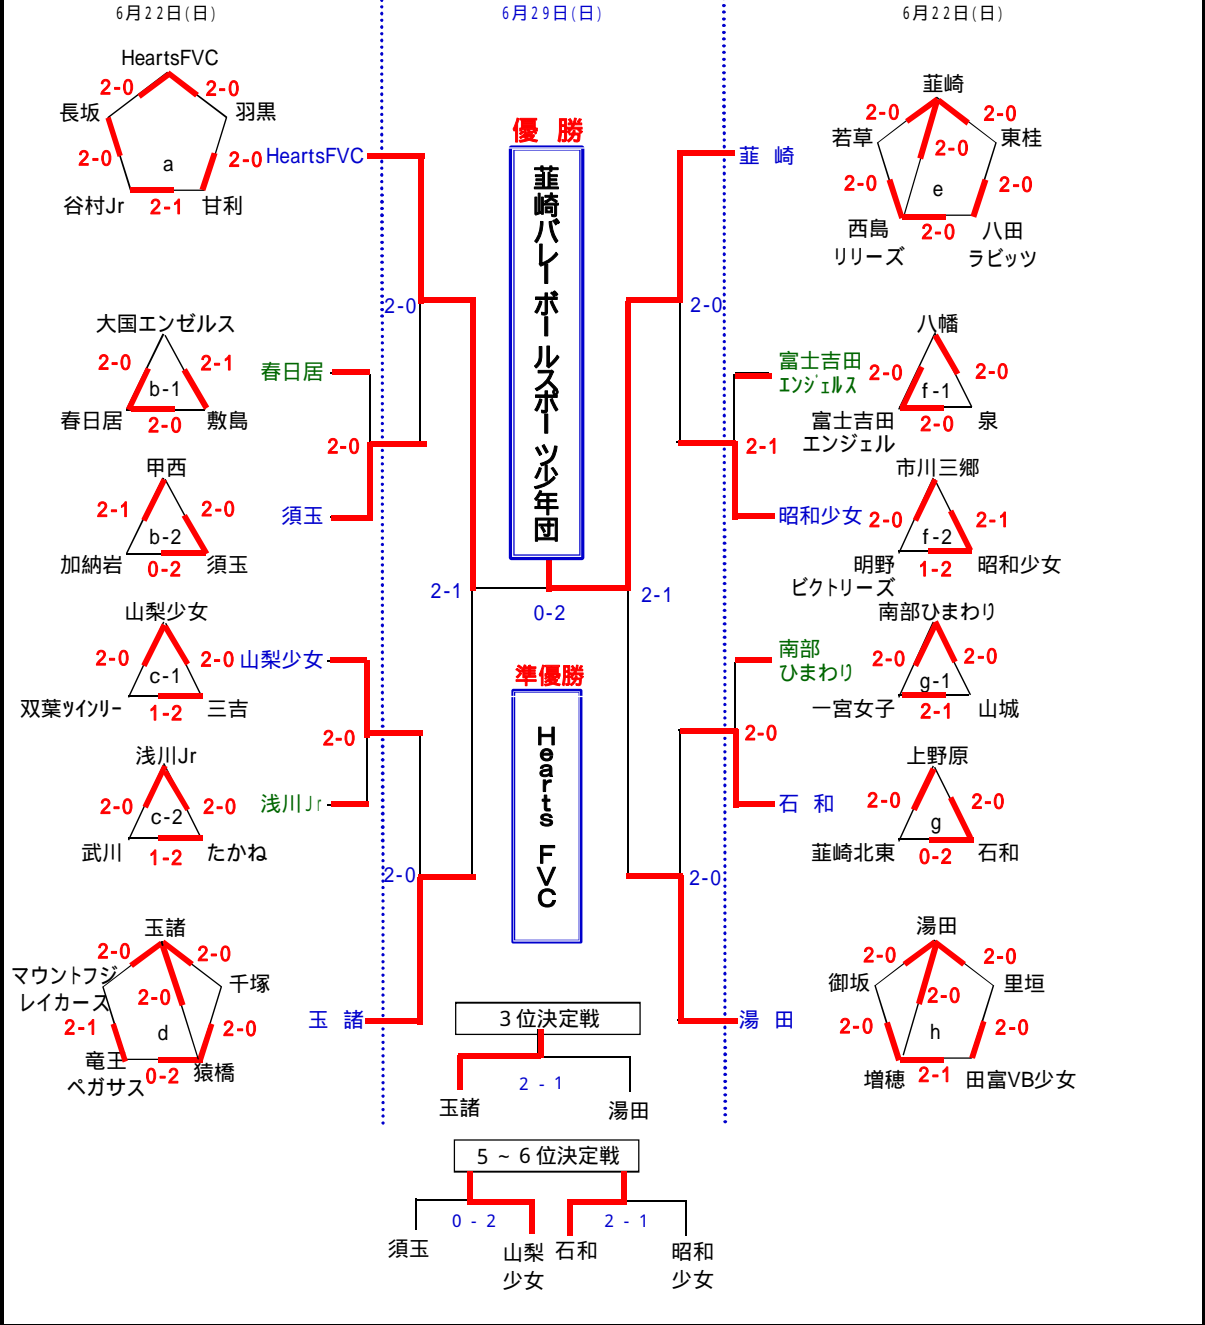 6月22日(日)
6月29日(日)
6月22日(日)
HeartsFVC
2-0
2-0
長坂
羽黒
2-0
a
2-0
谷村Jr
2-1
甘利
HeartsFVC
大国エンゼルス
2-0
2-1
b-1
春日居
2-0
敷島
春日居
甲西
2-1
2-0
b-2
加納岩
0-2
須玉
須玉
2-0
2-0
山梨少女
2-0
2-0
c-1
双葉ツインリー
1-2
三吉
山梨少女
浅川Jr
2-0
2-0
c-2
武川
1-2
たかね
浅川Jr
2-0
2-0
玉諸
2-0
2-0
マウントフジ
レイカーズ
千塚
2-0
2-1
d
2-0
竜王
ペガサス
0-2
猿橋
玉諸
優勝
韮崎バレーボールスポーツ少年団
2-1
0-2
2-1
準優勝
Hearts FVC
韮崎
2-0
2-0
若草
東桂
2-0
2-0
e
2-0
西島
リリーズ
2-0
八田
ラビッツ
韮崎
2-0
八幡
富士吉田
エンジェルス
2-0
2-0
f-1
富士吉田
エンジェル
2-0
泉
2-1
市川三郷
昭和少女
2-0
2-1
f-2
明野
ビクトリーズ
1-2
昭和少女
南部ひまわり
南部
ひまわり
2-0
2-0
g-1
一宮女子
2-1
山城
2-0
上野原
石和
2-0
2-0
g
韮崎北東
0-2
石和
2-0
湯田
2-0
2-0
御坂
里垣
2-0
2-0
h
2-0
増穂
2-1
田富VB少女
湯田
3位決定戦
2-1
玉諸
湯田
5~6位決定戦
0-2
2-1
須玉
山梨
少女
石和
昭和
少女